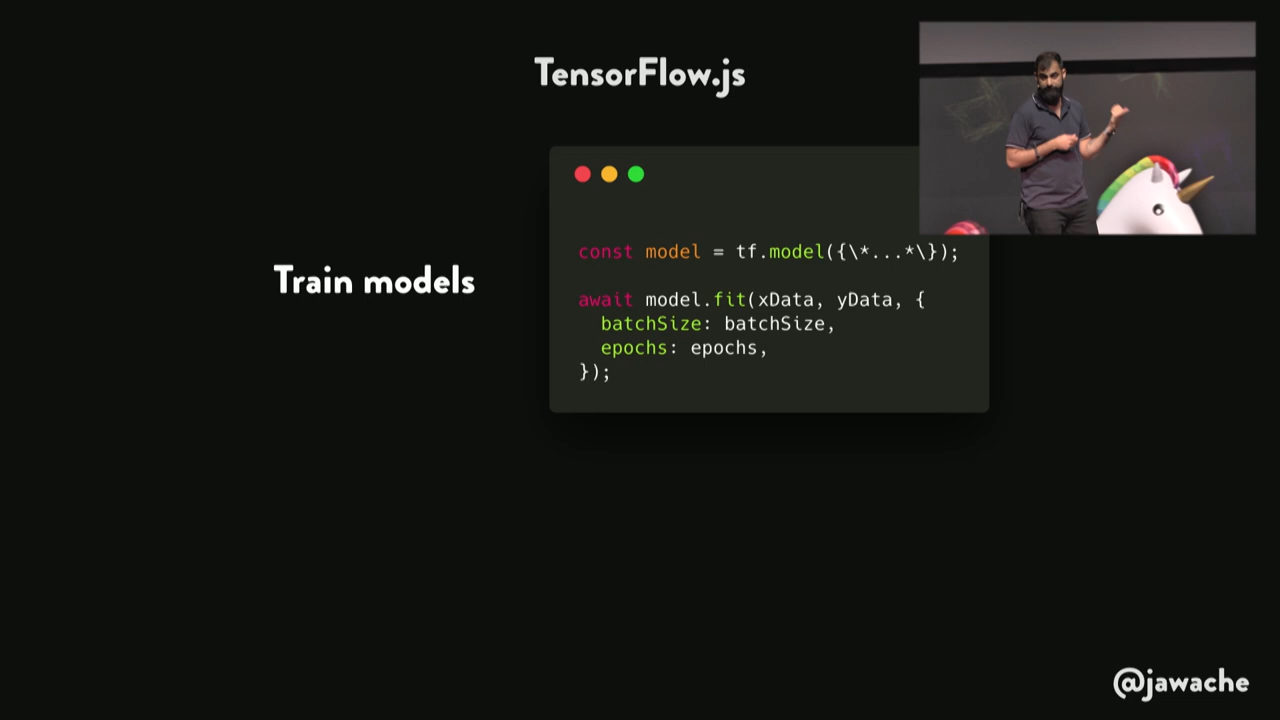 TensorFlow.js
Train models
const model = tf.model({\*...*\});
await model.fit(xData, yData, {
  batchSize: batchSize,
  epochs: epochs,
});
@jawache